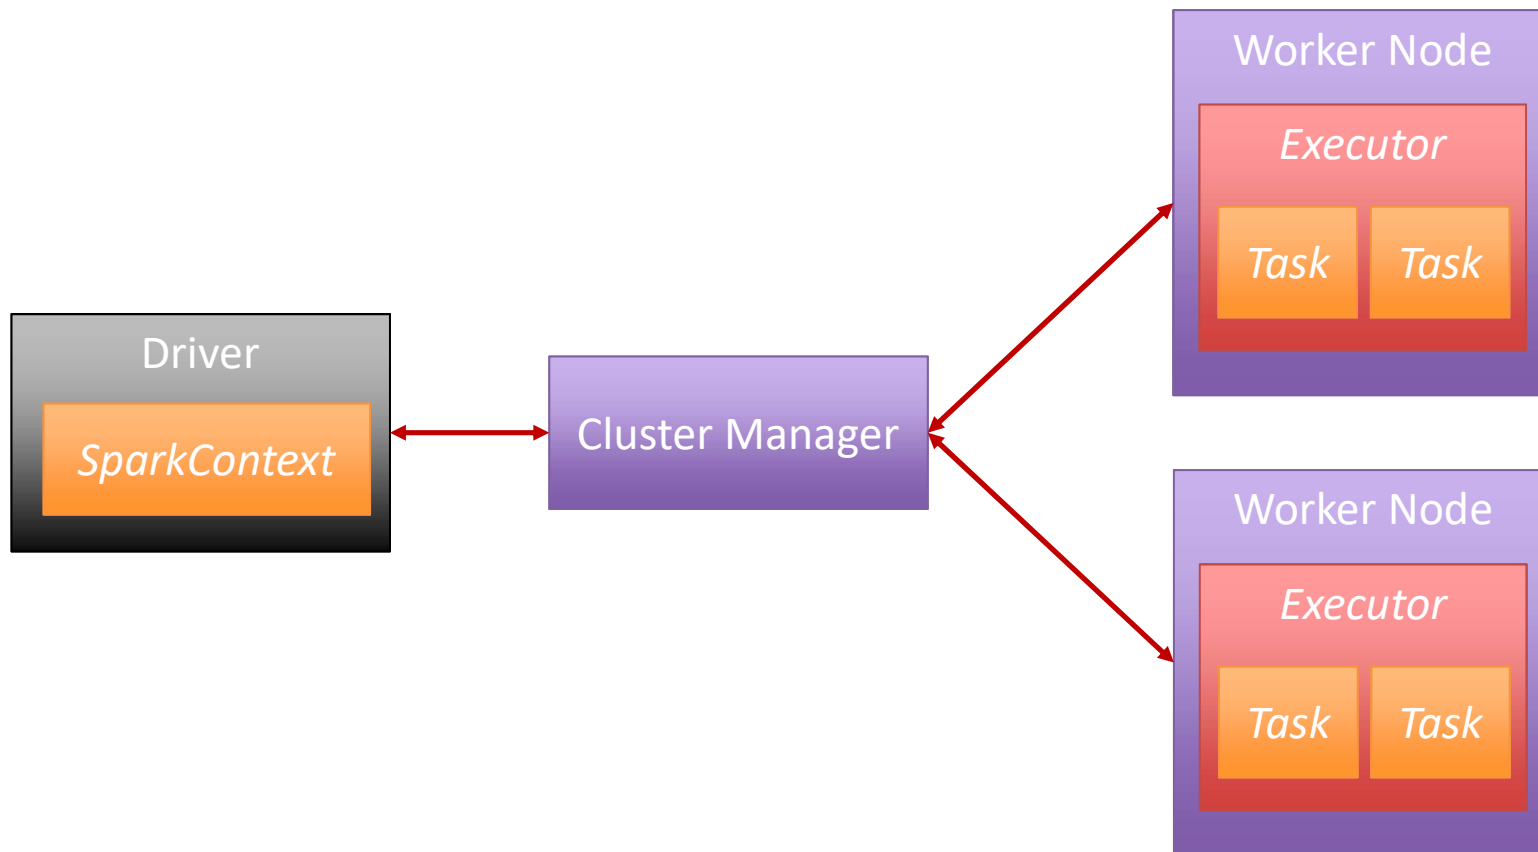 Driver
SparkContext
Cluster Manager
Worker Node
Executor
Task Task
Worker Node
Executor
Task Task